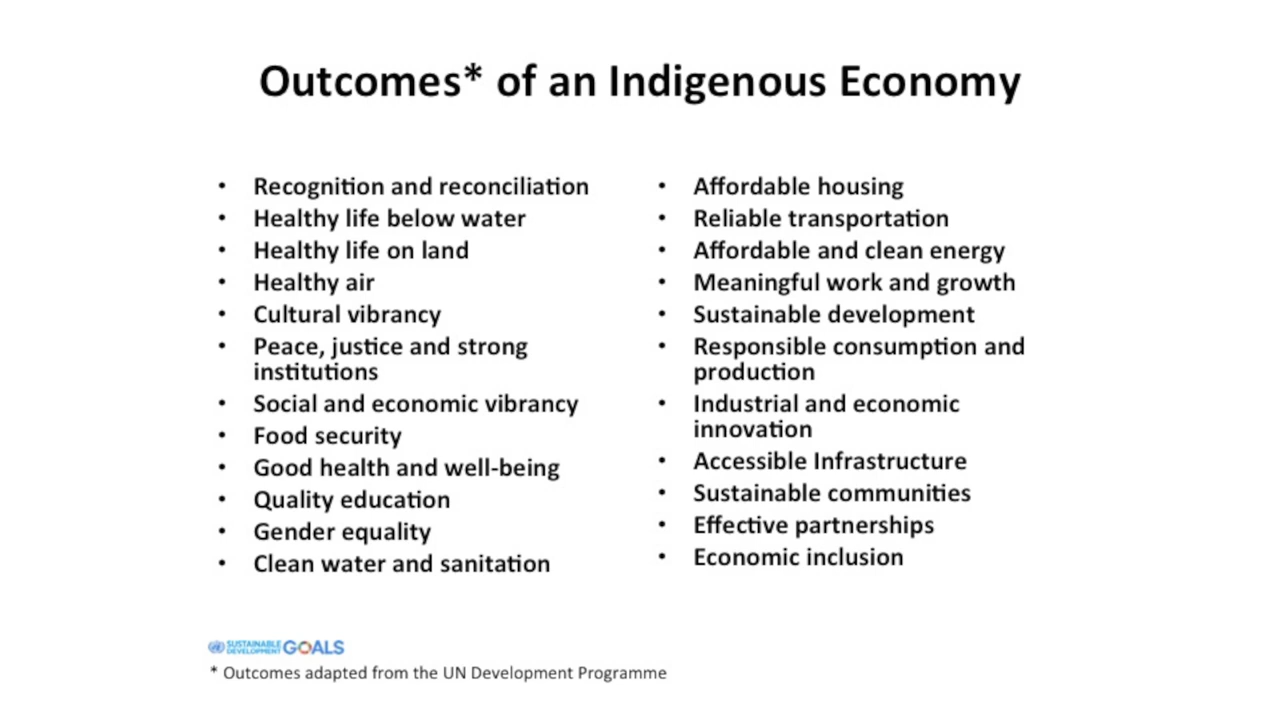 Outcomes* of an Indigenous Economy
• Recognition and reconciliation
• Healthy life below water
• Healthy life on land
• Healthy air
• Cultural vibrancy
• Peace, justice and strong
institutions
• Social and economic vibrancy
• Food security
• Good health and well-being
• Quality education
• Gender equality
• Clean water and sanitation
• Affordable housing
• Reliable transportation
• Affordable and clean energy
• Meaningful work and growth
• Sustainable development
• Responsible consumption and
production
• Industrial and economic
innovation
• Accessible Infrastructure
• Sustainable communities
• Effective partnerships
• Economic inclusion
SUSTAINABLE
DEVELOPMENT GOALS
* Outcomes adapted from the UN Development Programme